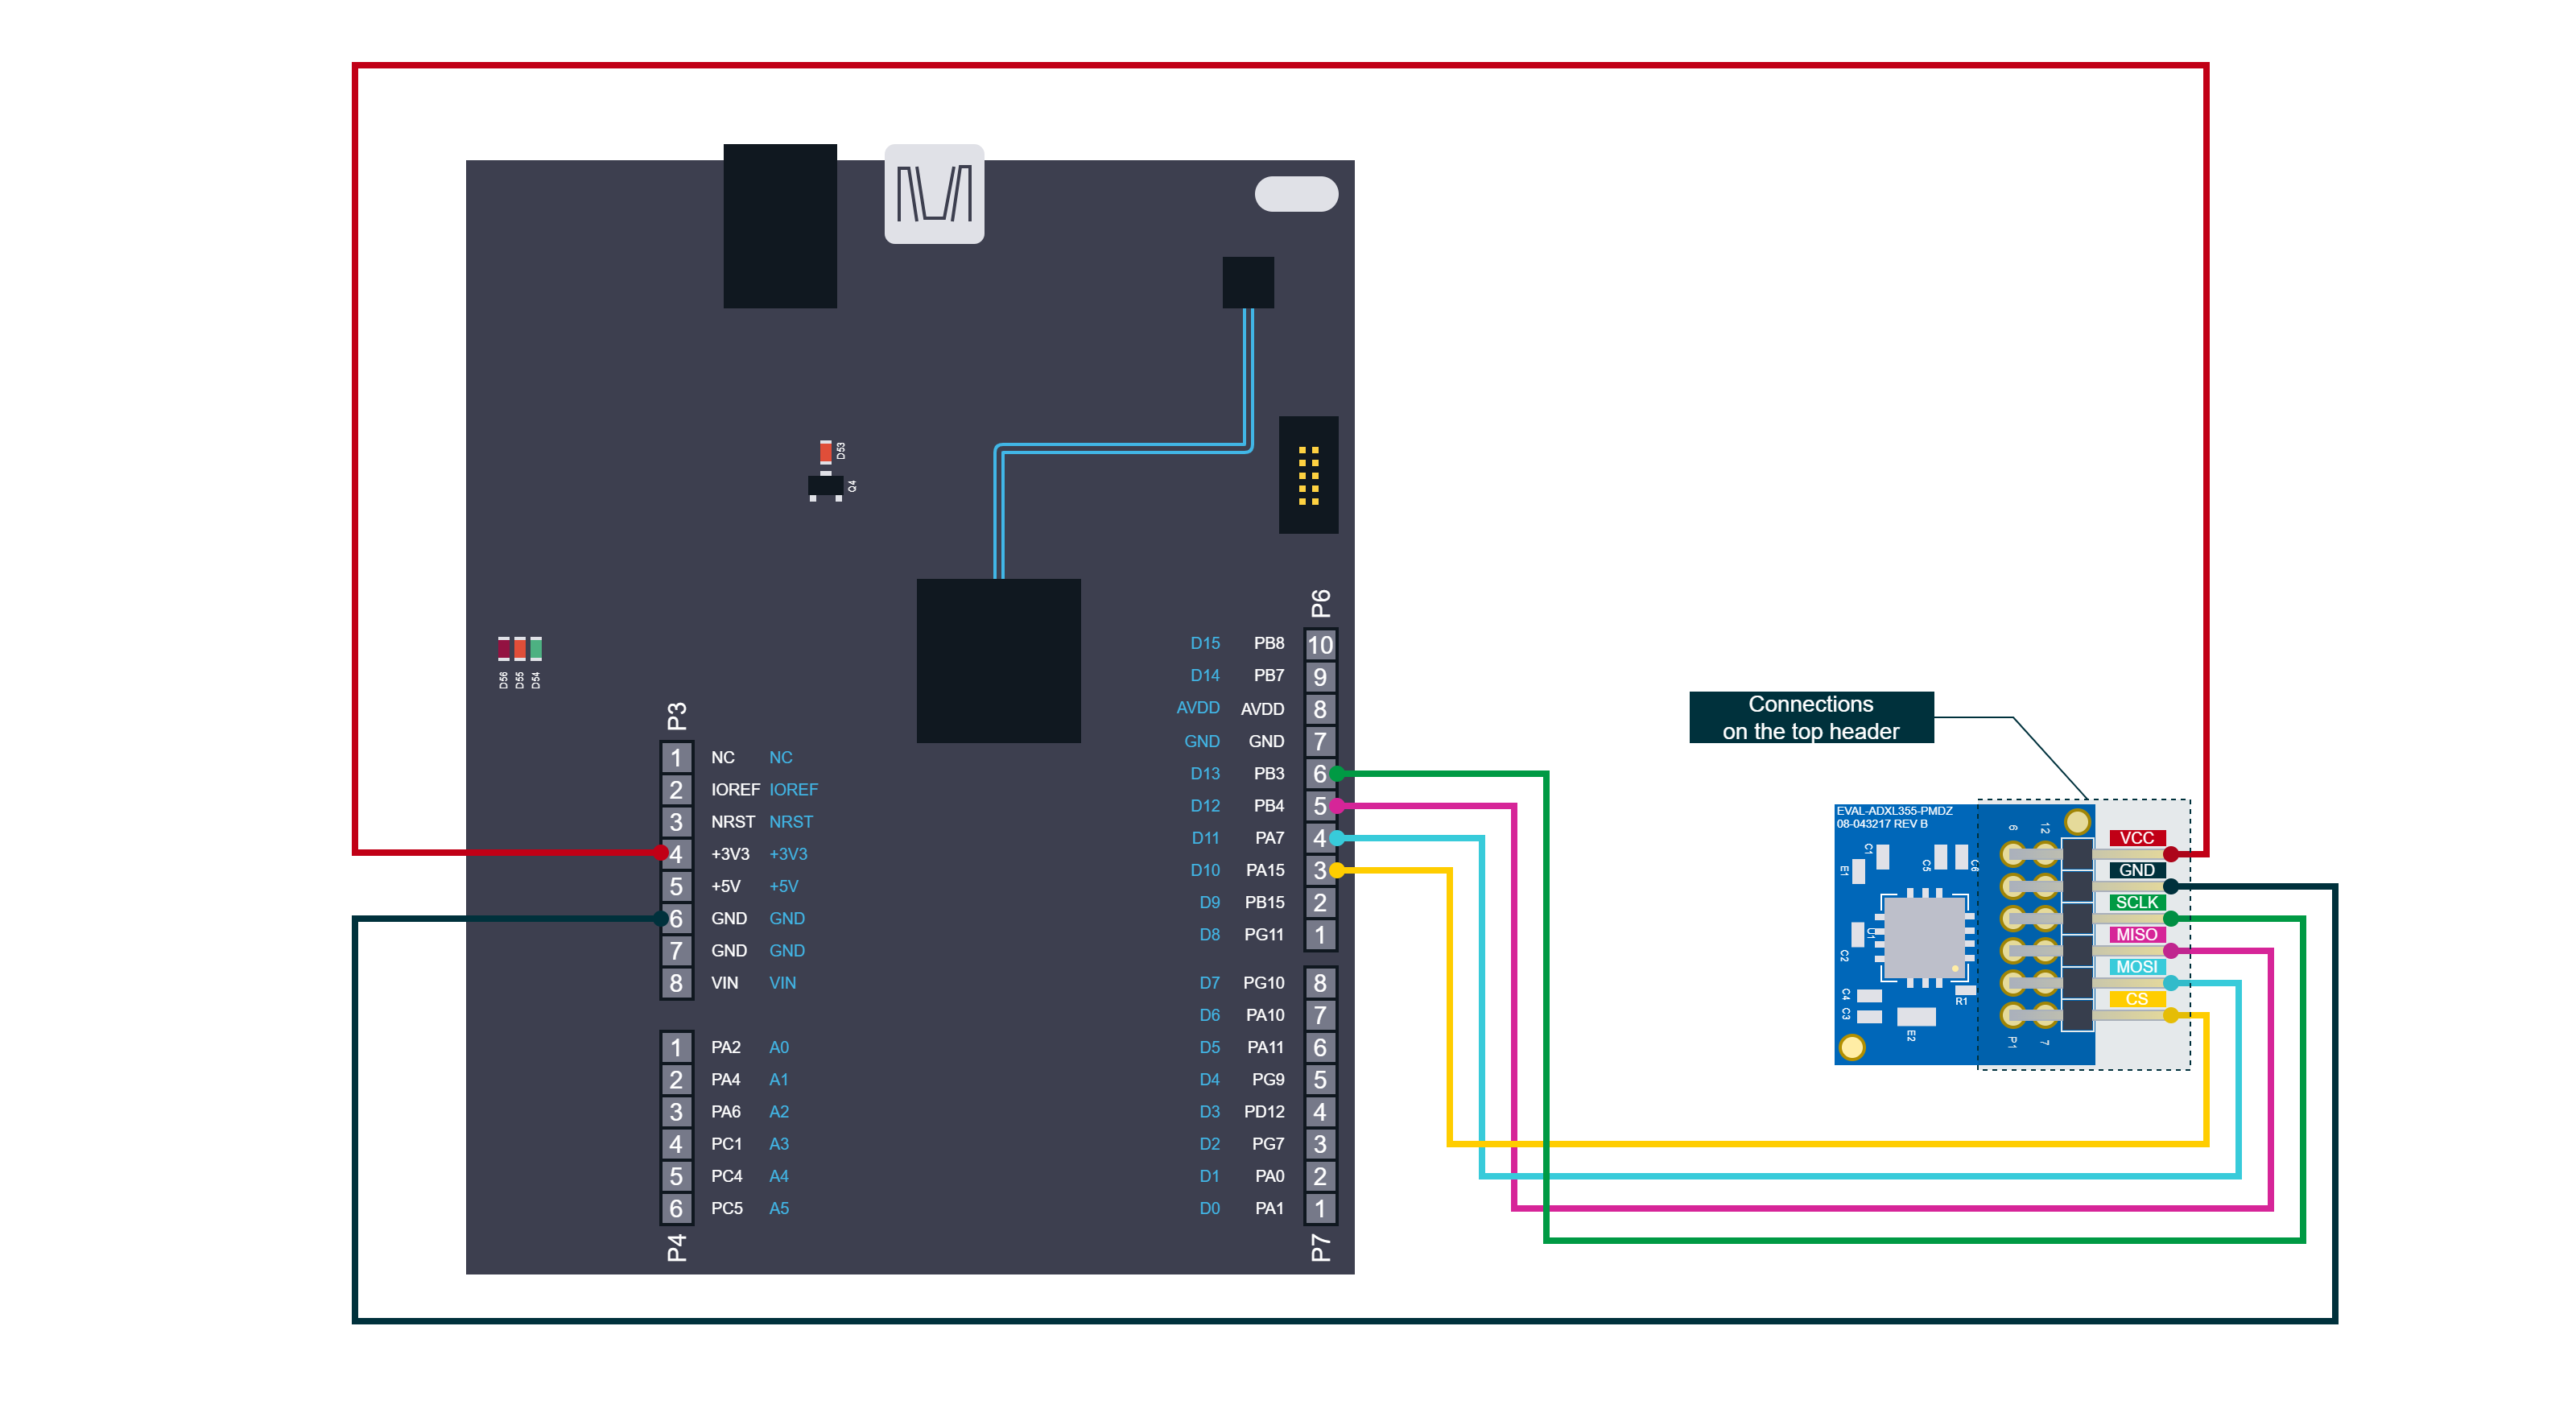 D53
Q4
D56
D55
D54
P6
D15 PB8 10
D14 PB7 9
AVDD AVDD 8
GND GND 7
D13 PB3 6
D12 PB4 5
D11 PA7 4
D10 PA15 3
D9 PB15 2
D8 PG11 1
D7 PG10 8
D6 PA10 7
D5 PA11 6
D4 PG9 5
D3 PD12 4
D2 PG7 3
D1 PA0 2
D0 PA1 1
P7
P3
1 NC NC
2 IOREF IOREF
3 NRST NRST
4 +3V3 +3V3
5 +5V +5V
6 GND GND
7 GND GND
8 VIN VIN
1 PA2 A0
2 PA4 A1
3 PA6 A2
4 PC1 A3
5 PC4 A4
6 PC5 A5
P4
Connections
on the top header
EVAL-ADXL355-PMDZ
08-043217 REV B
6
12
C1
E1
C5
C6
U1
C2
C4
C3
R1
E2
P1
7
VCC
GND
SCLK
MISO
MOSI
CS